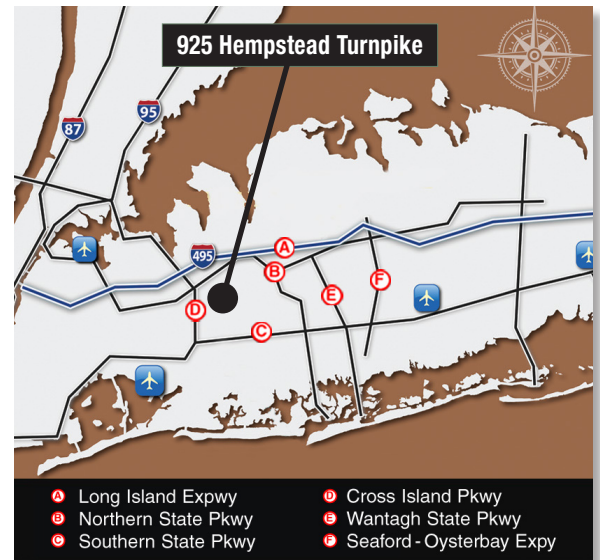 925 Hempstead Turnpike
95
87
495
A
B
F
E
D
C
A Long Island Expwy
B Northern State Pkwy
C Southern State Pkwy
D Cross Island Pkwy
E Wantagh State Pkwy
F Seaford - Oysterbay Expy